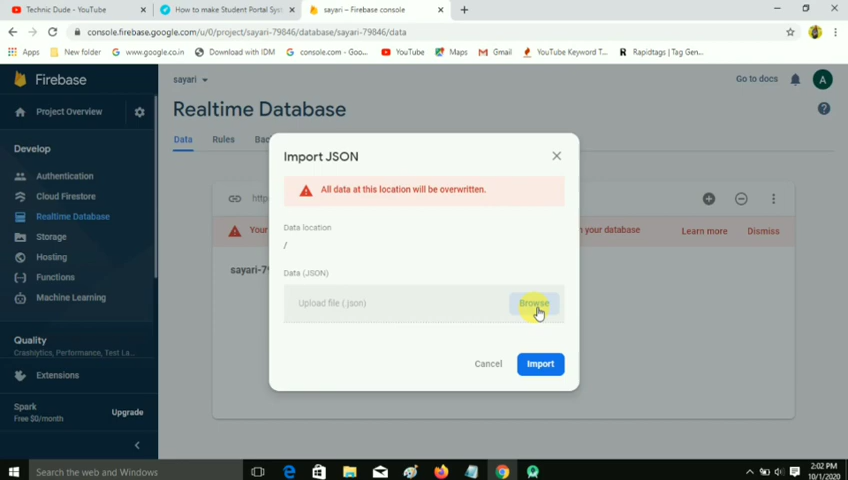 Technic Dude - YouTube
How to make Student Portal Sys
sayari – Firebase console
console.firebase.google.com/u/0/project/sayari-79846/database/sayari-79846/data
Apps
New folder
www.google.co.in
Download with IDM
console.com - Goo...
YouTube
Maps
Gmail
YouTube Keyword T...
Rapidtags | Tag Gen...
Firebase
sayari
Go to docs
A
Project Overview
Realtime Database
Data
Rules
Develop
Authentication
Cloud Firestore
Realtime Database
Storage
Hosting
Functions
Machine Learning
Quality
Crashlytics, Performance, Test La...
Extensions
Spark
Free $0/month
Upgrade
Your
n your database
Learn more
Dismiss
sayari-79
Import JSON
All data at this location will be overwritten.
Data location
/
Data (JSON)
Upload file (.json)
Browse
Cancel
Import
Search the web and Windows
2:02 PM
10/1/2020